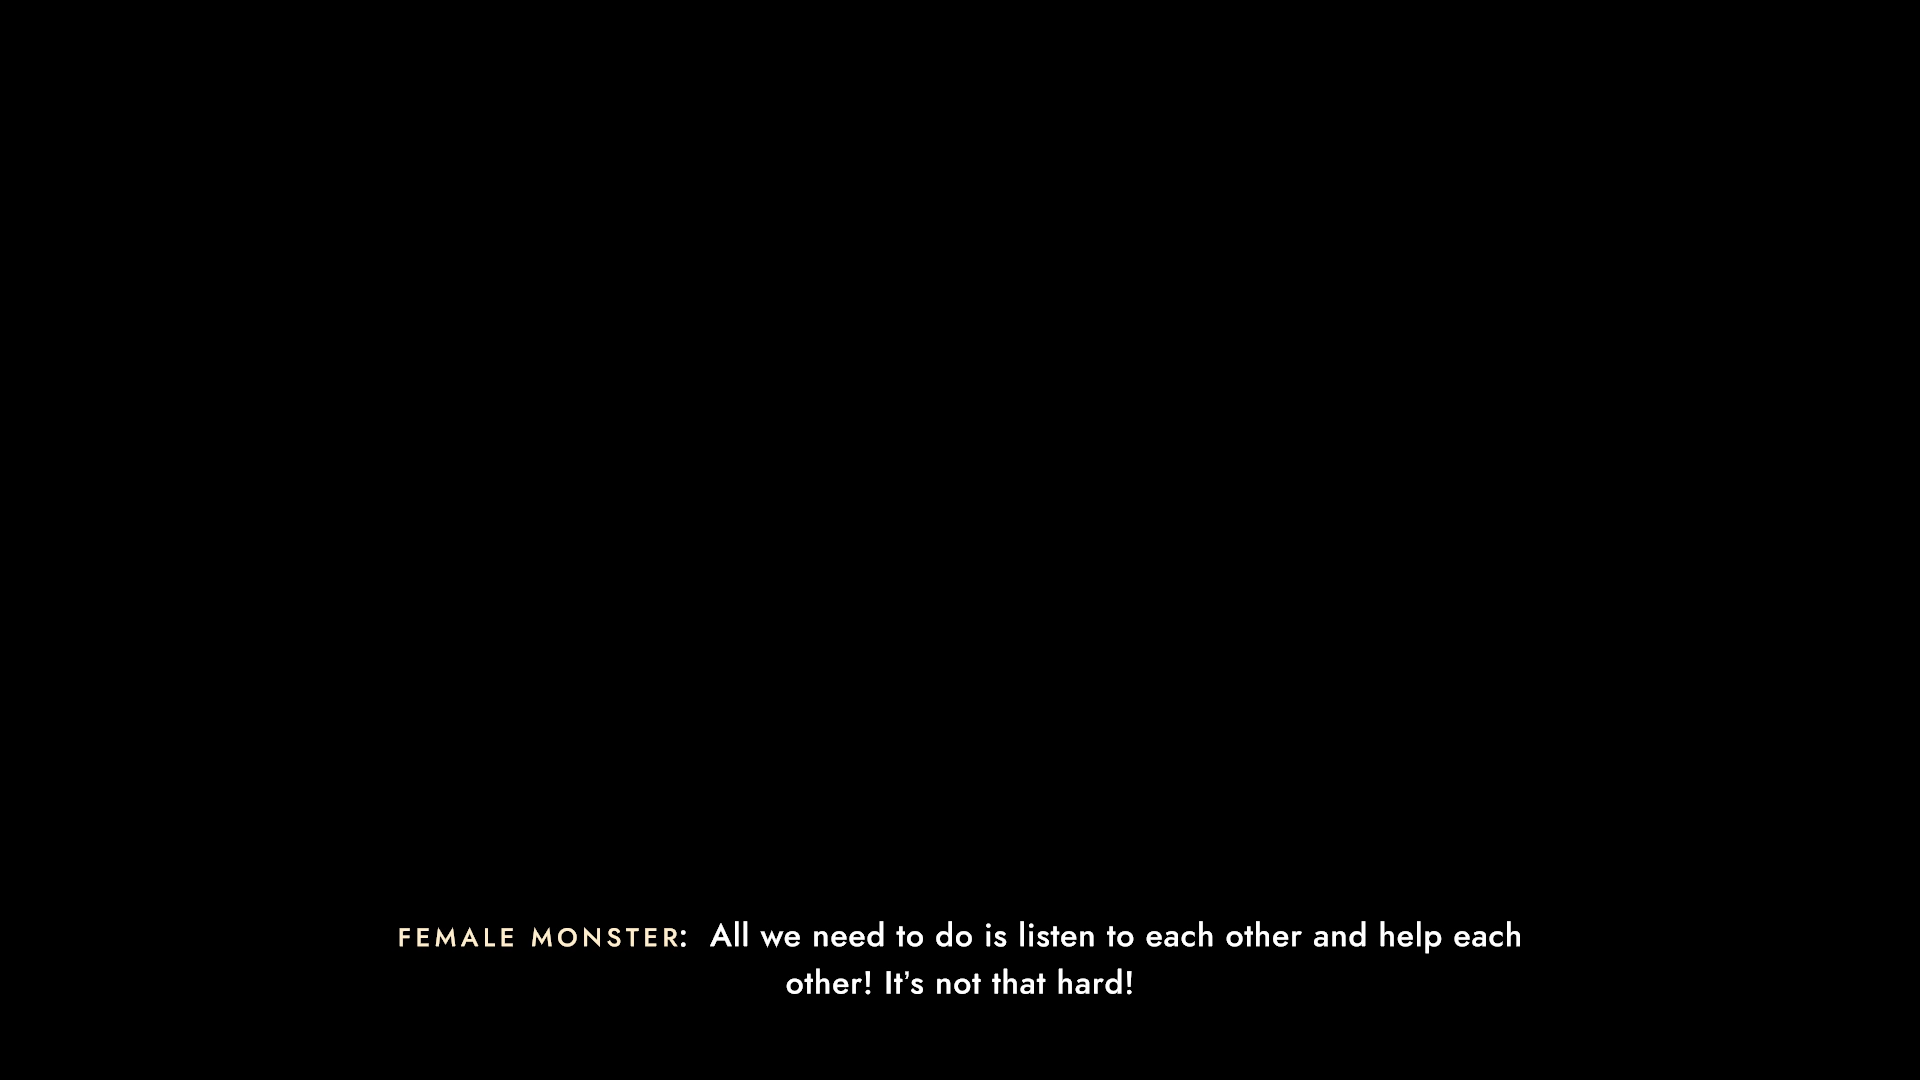 FEMALE MONSTER: All we need to do is listen to each other and help each
other! It’s not that hard!